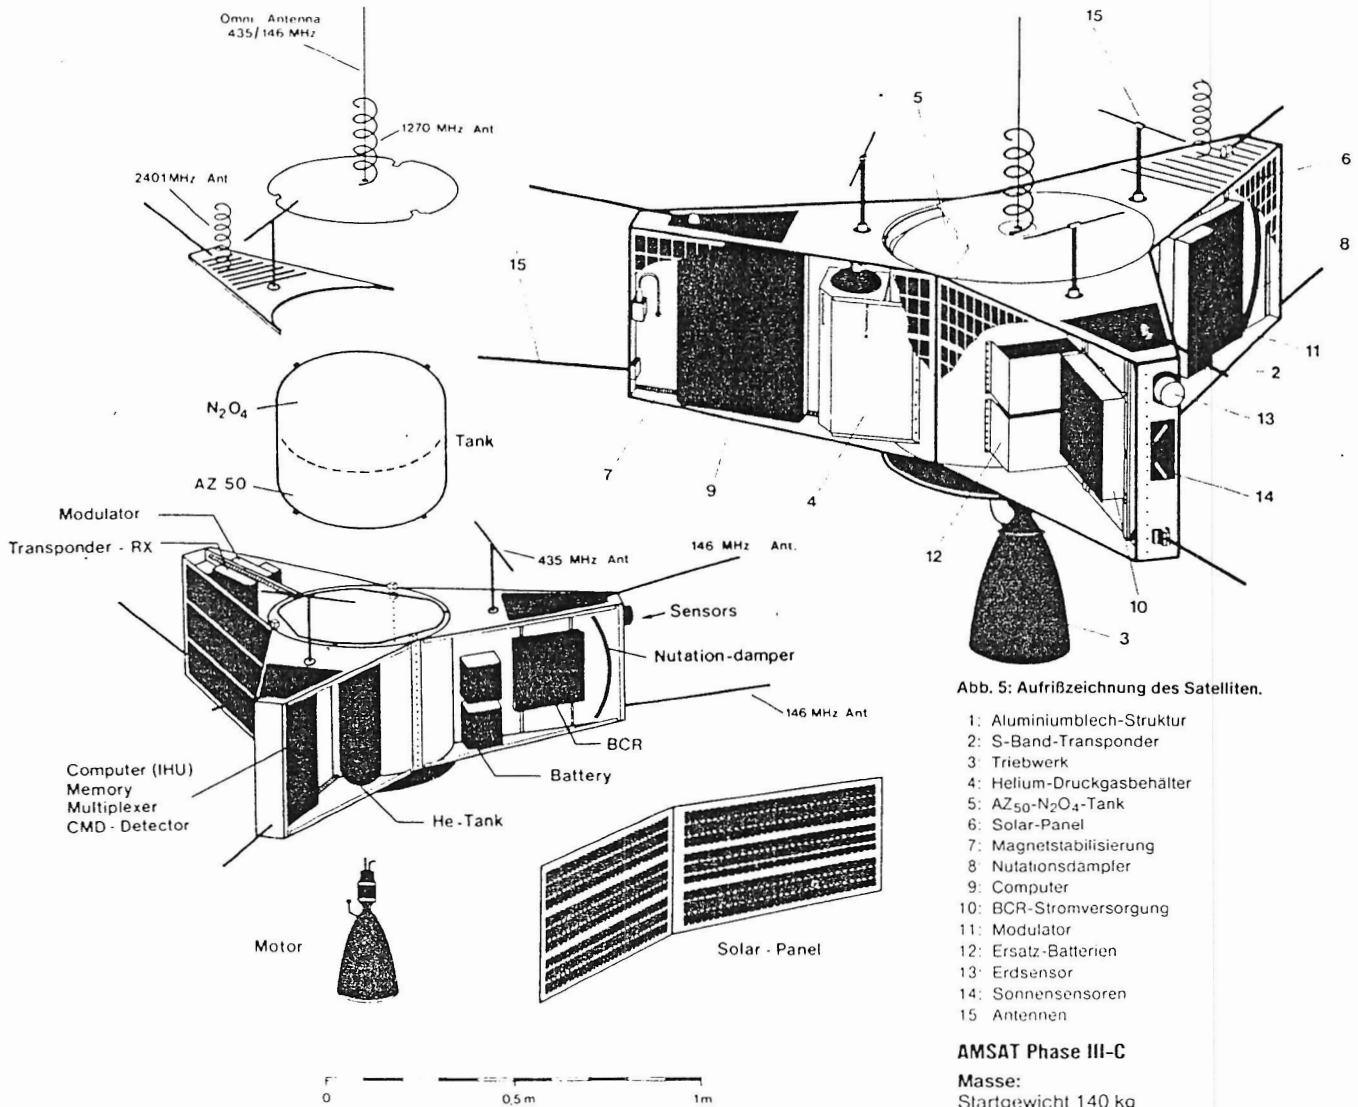 Omni Antenna
435/146 MHz
1270 MHz Ant
2401MHz Ant
N₂O₄
Tank
AZ 50
Modulator
Transponder - RX
435 MHz Ant
146 MHz Ant.
Sensors
Nutation-damper
146 MHz Ant
BCR
Battery
He-Tank
Computer (IHU)
Memory
Multiplexer
CMD-Detector
Motor
Solar-Panel
0
0,5m
1m
15
5
6
15
8
11
2
13
7
9
4
14
12
10
3
Abb. 5: Aufrißzeichnung des Satelliten.
1: Aluminiumblech-Struktur
2: S-Band-Transponder
3: Triebwerk
4: Helium-Druckgasbehälter
5: AZ₅₀-N₂O₄-Tank
6: Solar-Panel
7: Magnetstabilisierung
8: Nutationsdämpfer
9: Computer
10: BCR-Stromversorgung
11: Modulator
12: Ersatz-Batterien
13: Erdsensor
14: Sonnensensoren
15 Antennen
AMSAT Phase III-C
Masse:
Startgewicht 140 kg